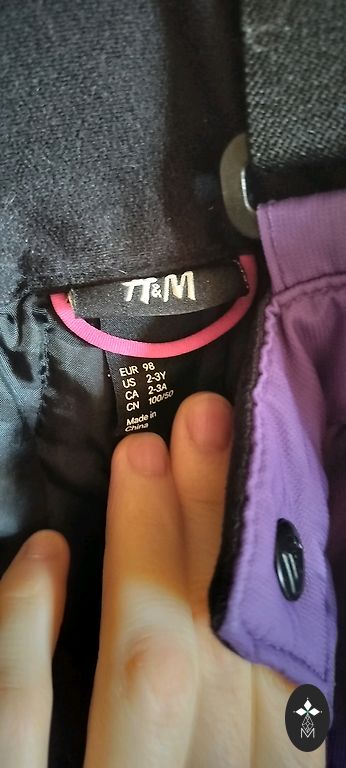 H&M
EUR 98
US 2-3Y
CA 2-3A
CN 100/50
Made in
China
M